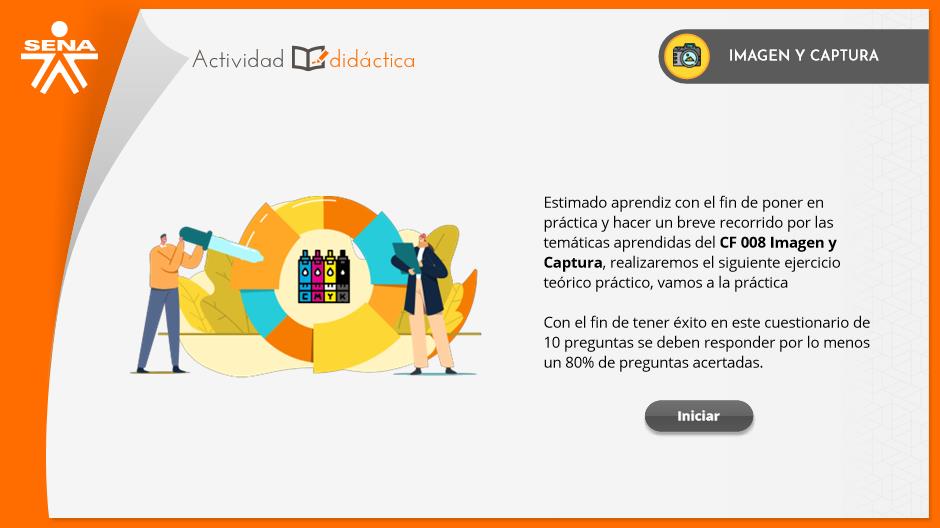 SENA
Actividad didáctica
IMAGEN Y CAPTURA
Estimado aprendiz con el fin de poner en
práctica y hacer un breve recorrido por las
temáticas aprendidas del CF 008 Imagen y
Captura, realizaremos el siguiente ejercicio
teórico práctico, vamos a la práctica
Con el fin de tener éxito en este cuestionario de
10 preguntas se deben responder por lo menos
un 80% de preguntas acertadas.
C M Y K
Iniciar